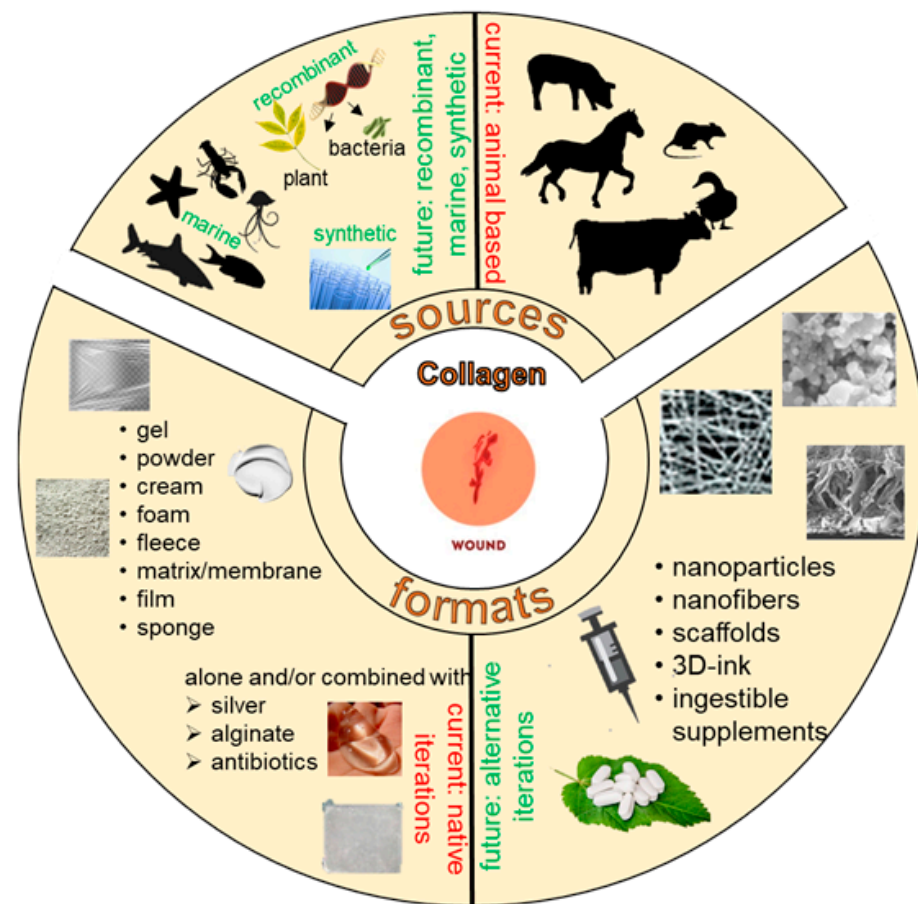 recombinant
bacteria
plant
marine
synthetic
future: recombinant,
marine, synthetic
current: animal based
sources
Collagen
WOUND
formats
• gel
• powder
• cream
• foam
• fleece
• matrix/membrane
• film
• sponge
alone and/or combined with
➢ silver
➢ alginate
➢ antibiotics
current: native
iterations
future: alternative
iterations
• nanoparticles
• nanofibers
• scaffolds
• 3D-ink
• ingestible
supplements